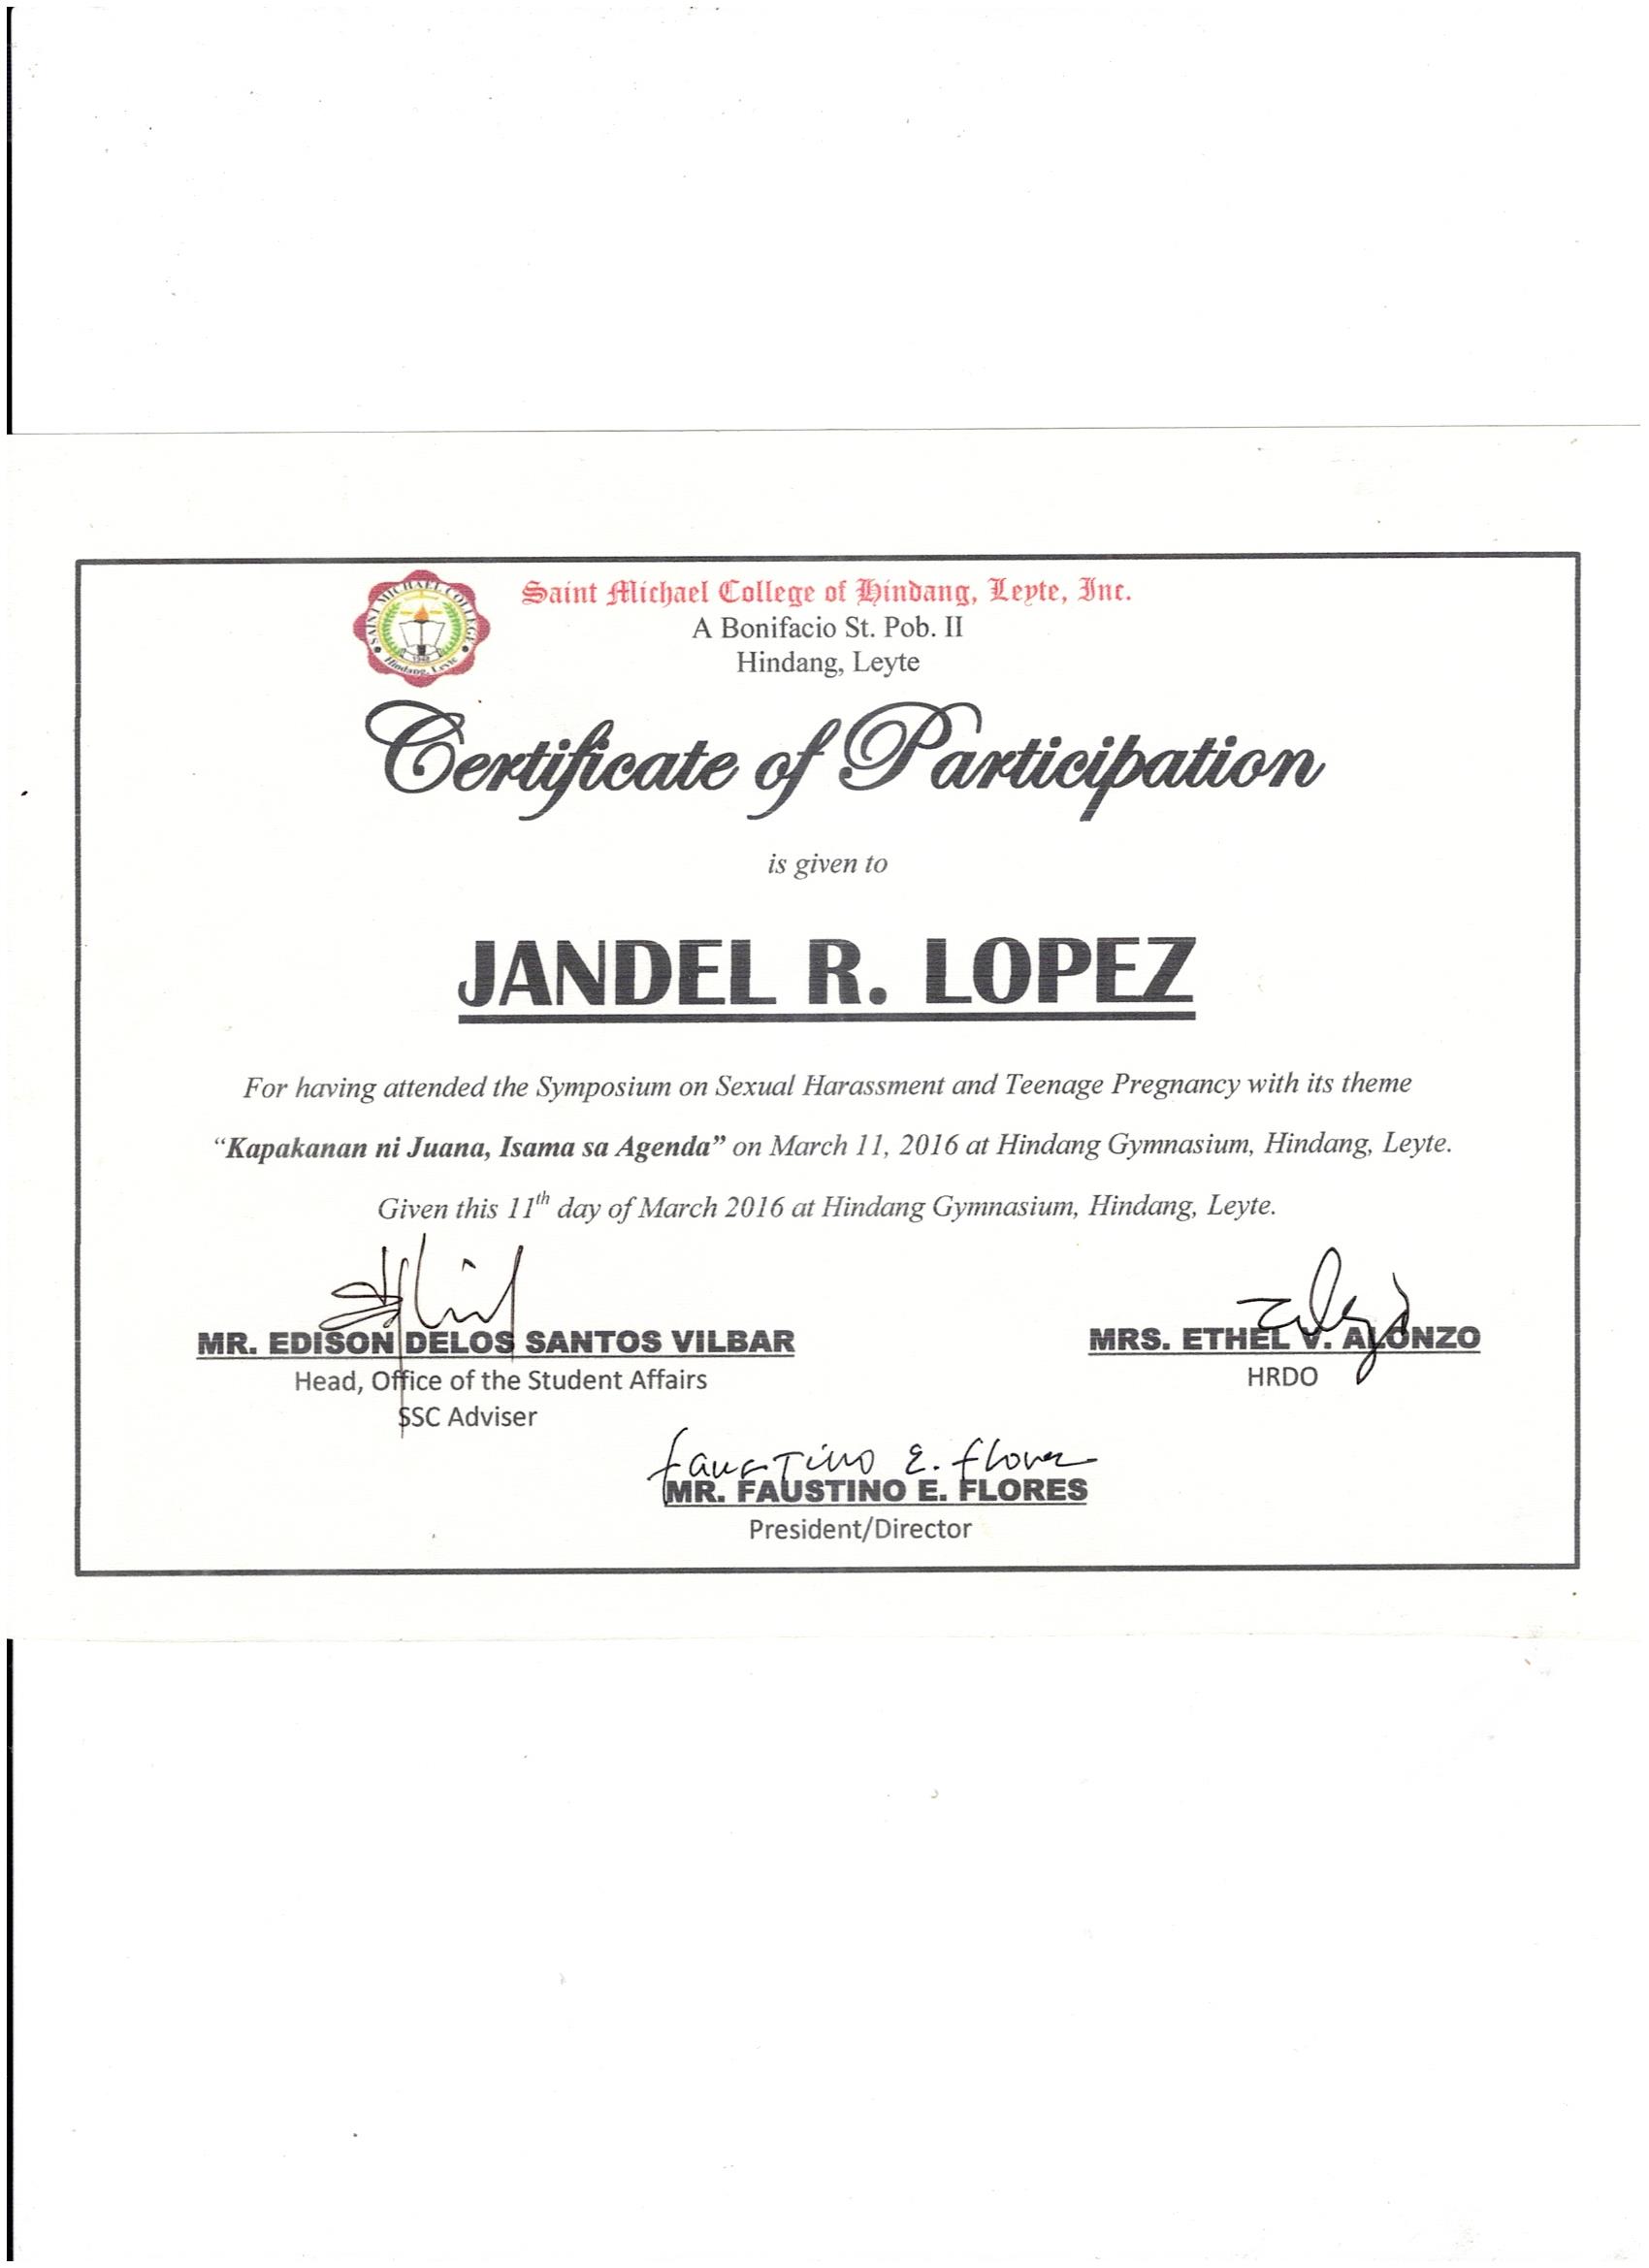 SAINT MICHAEL COLLEGE
1948
Hindang, Leyte
Saint Michael College of Hindang, Leyte, Inc.
A Bonifacio St. Pob. II
Hindang, Leyte
Certificate of Participation
is given to
JANDEL R. LOPEZ
For having attended the Symposium on Sexual Harassment and Teenage Pregnancy with its theme
“Kapakanan ni Juana, Isama sa Agenda” on March 11, 2016 at Hindang Gymnasium, Hindang, Leyte.
Given this 11th day of March 2016 at Hindang Gymnasium, Hindang, Leyte.
MR. EDISON DELOS SANTOS VILBAR
Head, Office of the Student Affairs
SSC Adviser
MRS. ETHEL V. ALONZO
HRDO
Faustino E. Flores
MR. FAUSTINO E. FLORES
President/Director